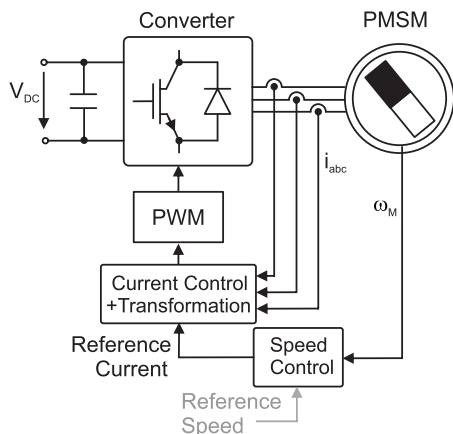 Converter
PMSM
V_DC
i_abc
ω_M
PWM
Current Control
+Transformation
Reference
Current
Speed
Control
Reference
Speed